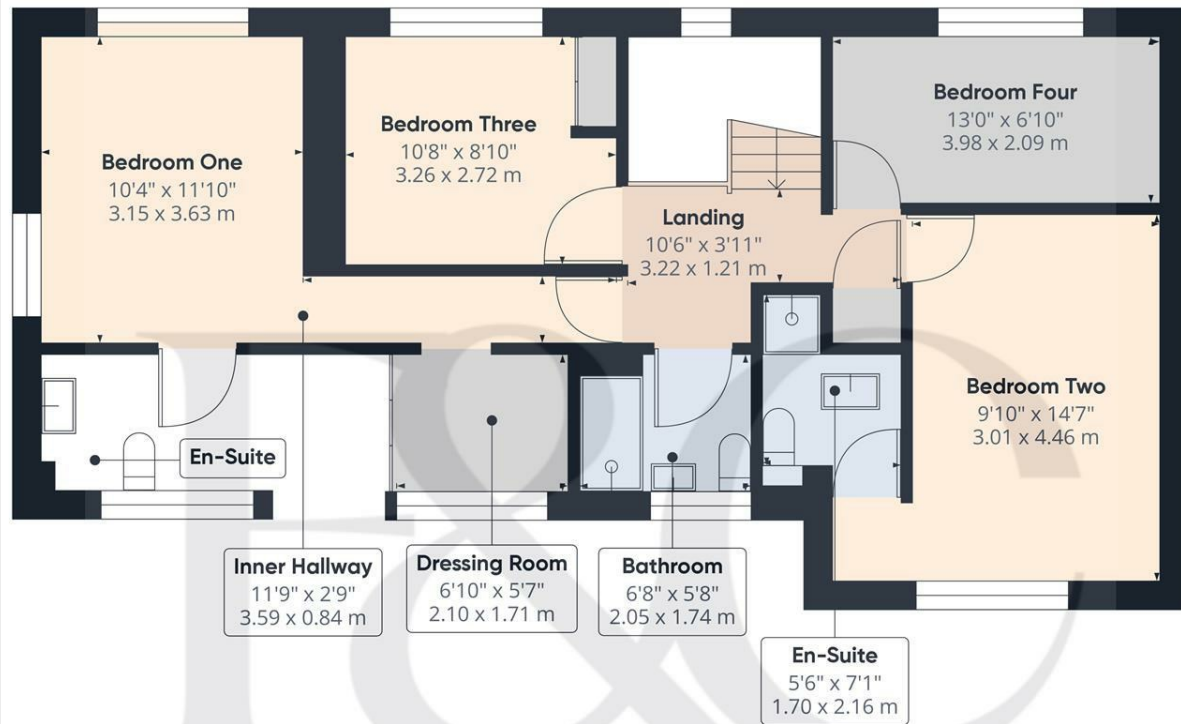 Bedroom One
10'4" x 11'10"
3.15 x 3.63 m
Bedroom Three
10'8" x 8'10"
3.26 x 2.72 m
Bedroom Four
13'0" x 6'10"
3.98 x 2.09 m
Landing
10'6" x 3'11"
3.22 x 1.21 m
Bedroom Two
9'10" x 14'7"
3.01 x 4.46 m
En-Suite
Inner Hallway
11'9" x 2'9"
3.59 x 0.84 m
Dressing Room
6'10" x 5'7"
2.10 x 1.71 m
Bathroom
6'8" x 5'8"
2.05 x 1.74 m
En-Suite
5'6" x 7'1"
1.70 x 2.16 m
F&C